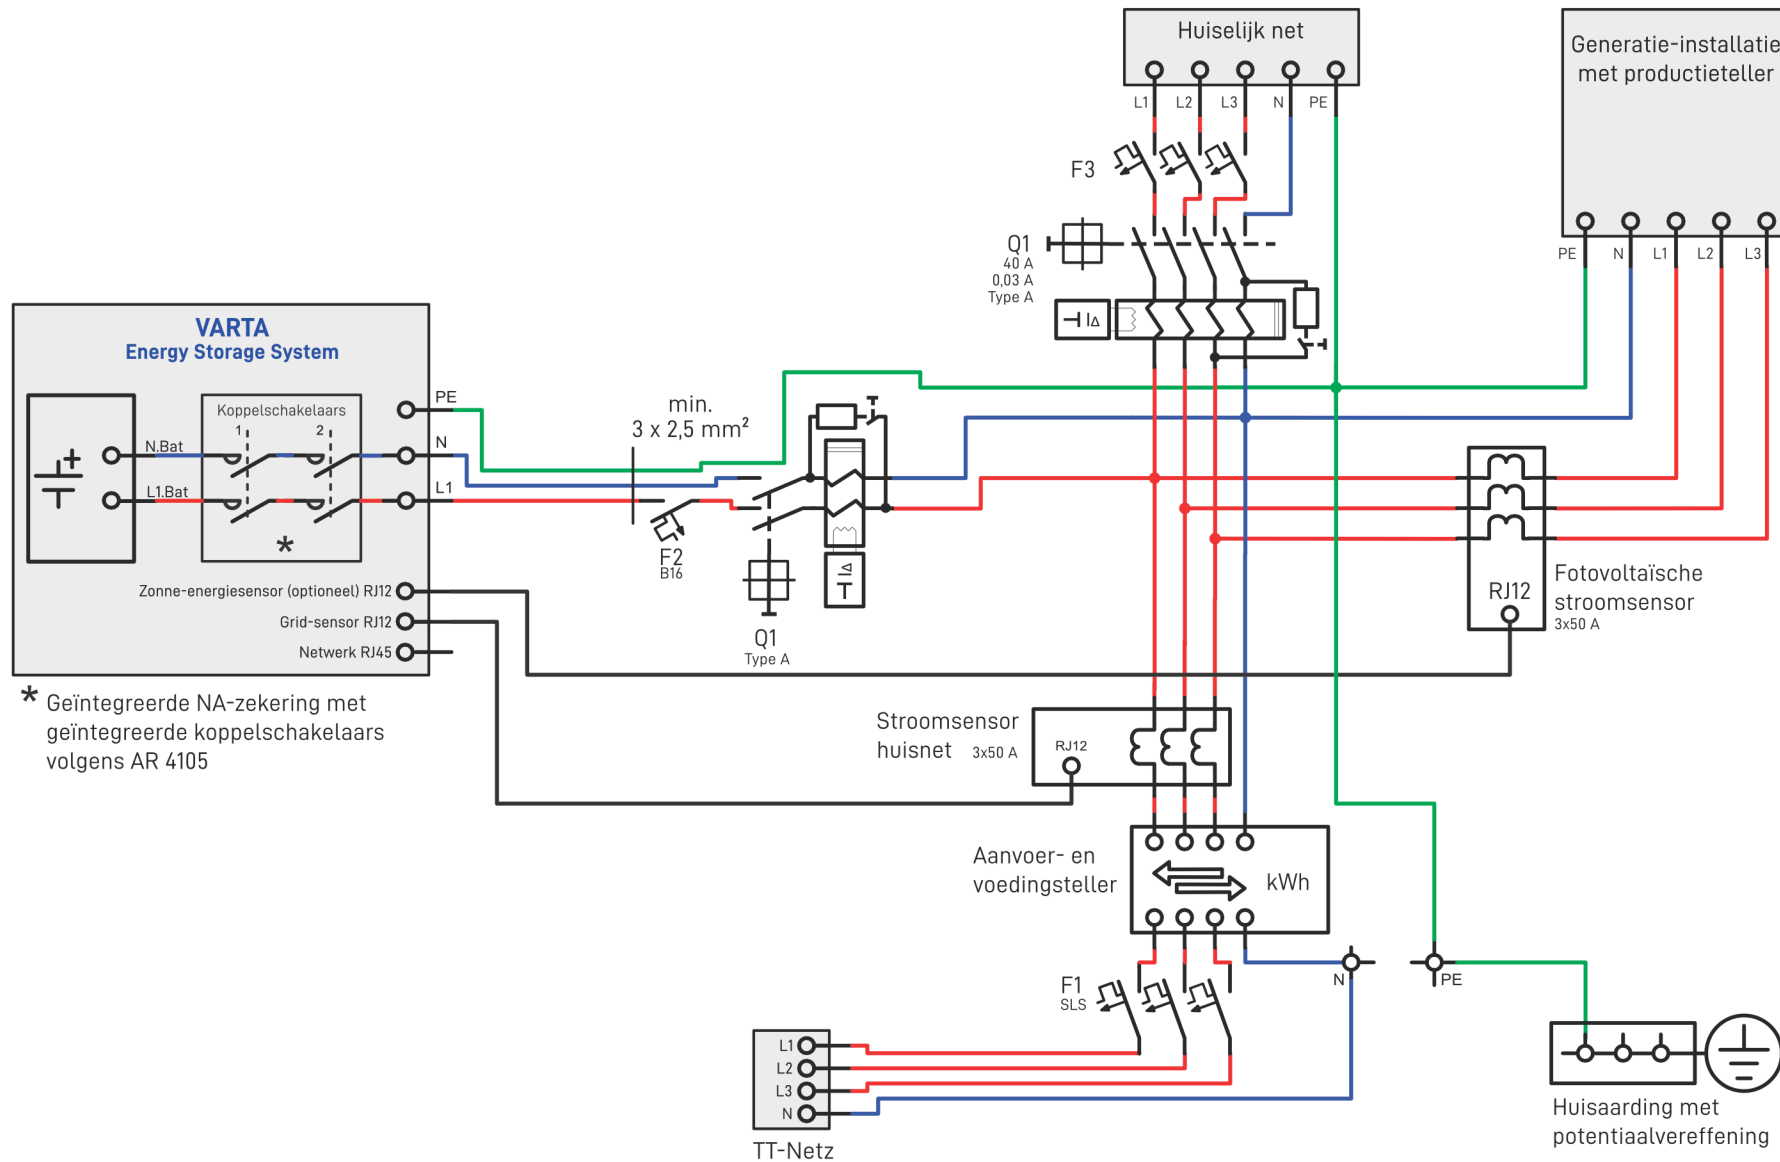 Huiselijk net
L1
L2
L3
N
PE
Generatie-installatie
met productieteller
PE
N
L1
L2
L3
F3
Q1
40 A
0,03 A
Type A
I∆
VARTA
Energy Storage System
Koppelschakelaars
1
2
N.Bat
L1.Bat
*
PE
N
L1
Zonne-energiesensor (optioneel) RJ12
Grid-sensor RJ12
Netwerk RJ45
* Geïntegreerde NA-zekering met
geïntegreerde koppelschakelaars
volgens AR 4105
min.
3 x 2,5 mm²
F2
B16
I∆
Q1
Type A
RJ12
Fotovoltaïsche
stroomsensor
3x50 A
Stroomsensor
huisnet 3x50 A
RJ12
Aanvoer- en
voedingsteller
kWh
F1
SLS
N
PE
L1
L2
L3
N
TT-Netz
Huisaarding met
potentiaalvereffening